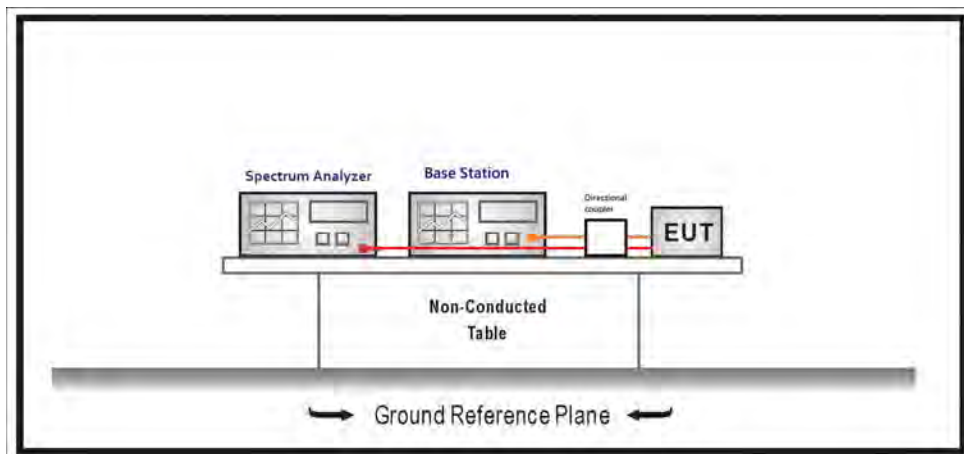 Spectrum Analyzer
Base Station
Directional
coupler
EUT
Non-Conducted
Table
Ground Reference Plane